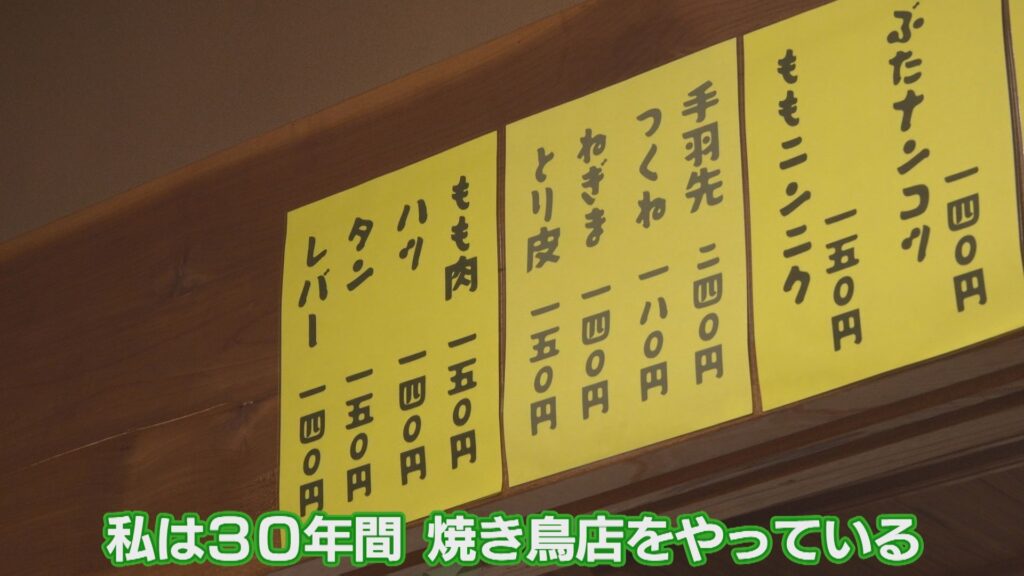 ぶたナンコツ 一四〇円
ももニンニク 一五〇円
手羽先 二四〇円
つくね 一八〇円
ねぎま 一四〇円
とり皮 一五〇円
もも肉 一五〇円
ハツ 一四〇円
タン 一五〇円
レバー 一四〇円
私は３０年間 焼き鳥店をやっている